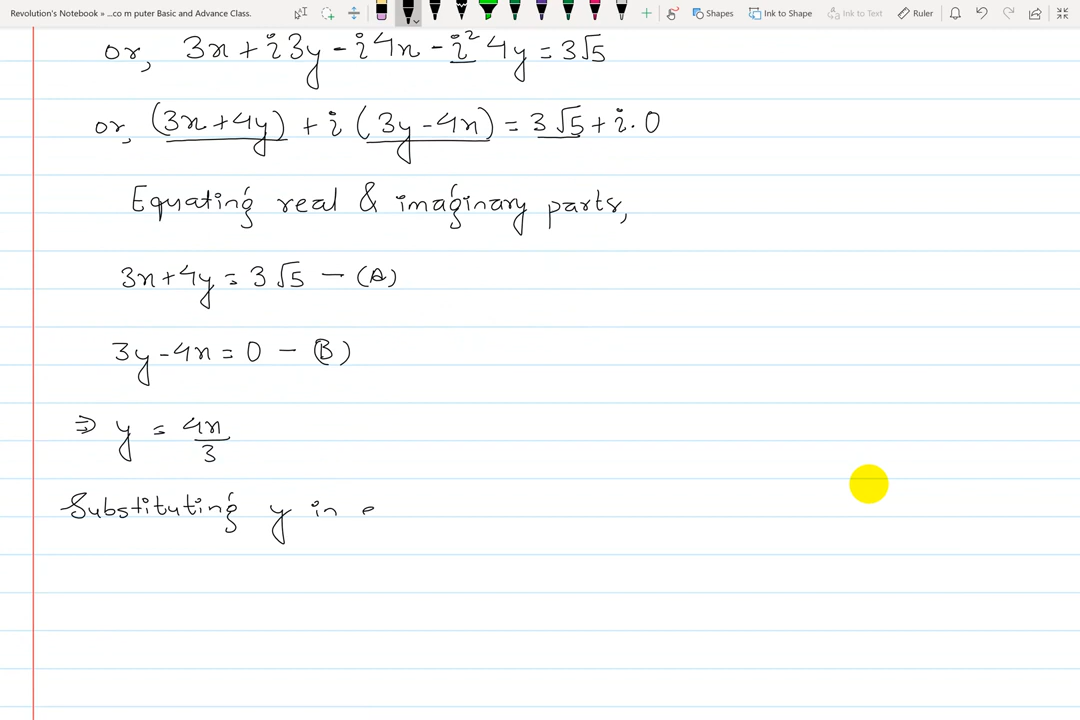 Revolution's Notebook » ...co m puter Basic and Advance Class. Shapes Ink to Shape Ink to Text Ruler
or, 3x + i3y - i4x - i²4y = 3√5
or, (3x+4y) + i (3y-4x) = 3√5 + i.0
Equating real & imaginary parts,
3x+4y = 3√5 - (A)
3y-4x = 0 - (B)
⇒ y = 4x/3
Substituting y in